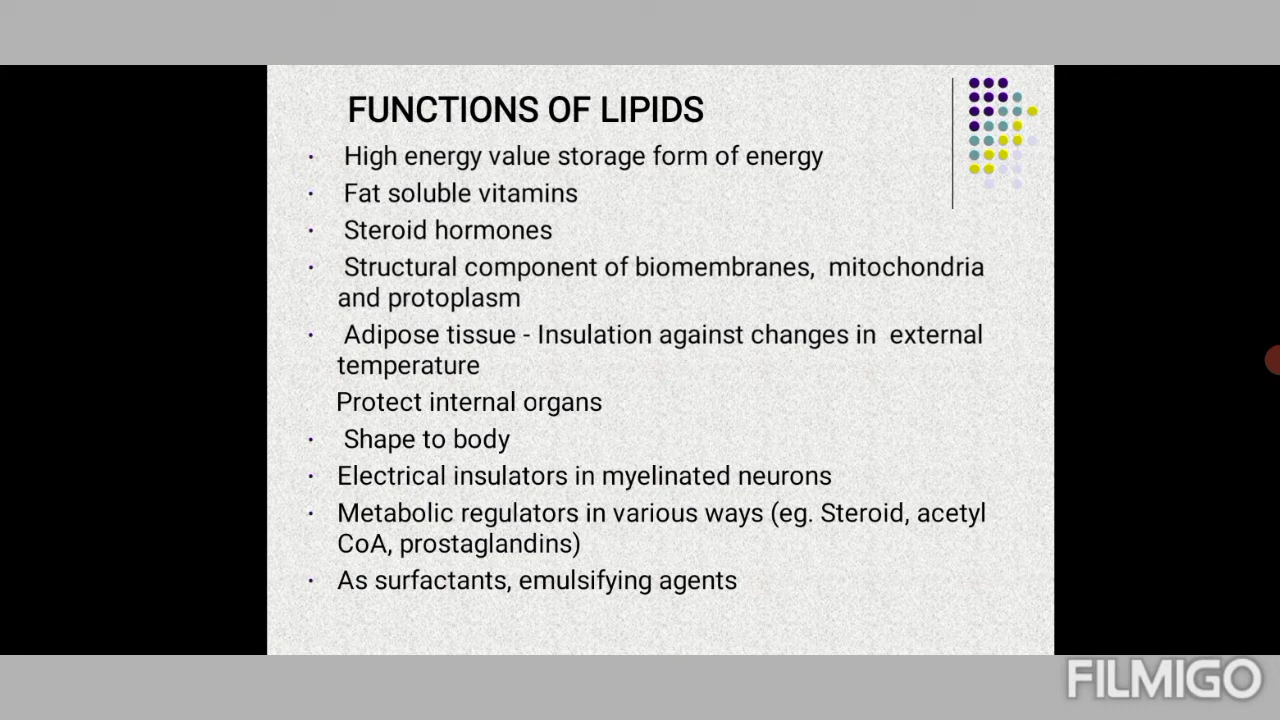 FUNCTIONS OF LIPIDS
· High energy value storage form of energy
· Fat soluble vitamins
· Steroid hormones
· Structural component of biomembranes, mitochondria
and protoplasm
· Adipose tissue - Insulation against changes in external
temperature
Protect internal organs
· Shape to body
· Electrical insulators in myelinated neurons
· Metabolic regulators in various ways (eg. Steroid, acetyl
CoA, prostaglandins)
· As surfactants, emulsifying agents
FILMIGO